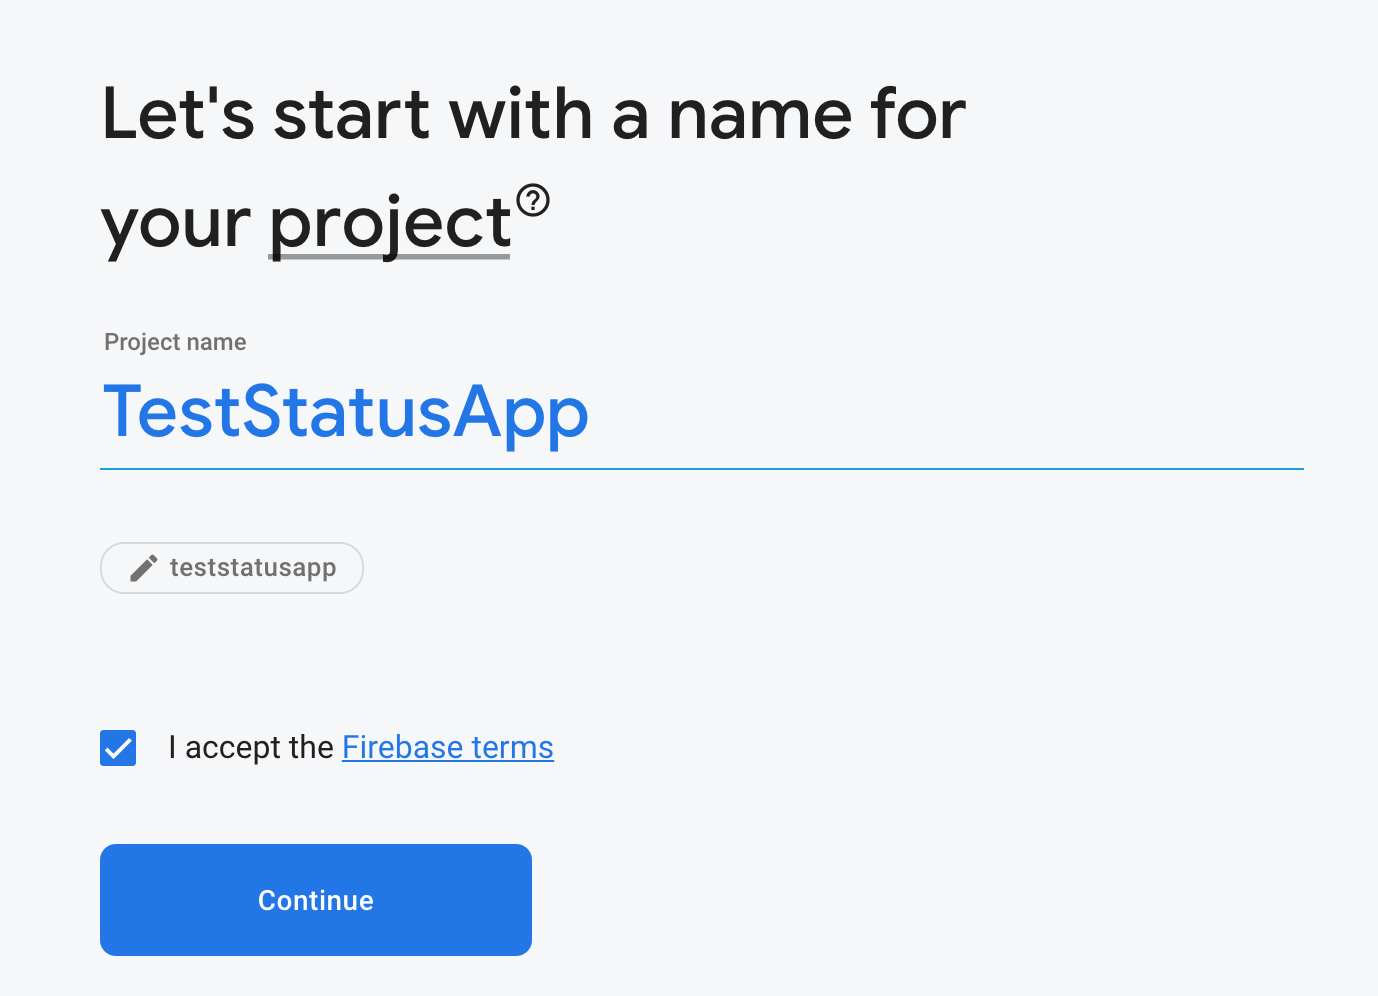 Let's start with a name for
your project
Project name
TestStatusApp
teststatusapp
I accept the Firebase terms
Continue